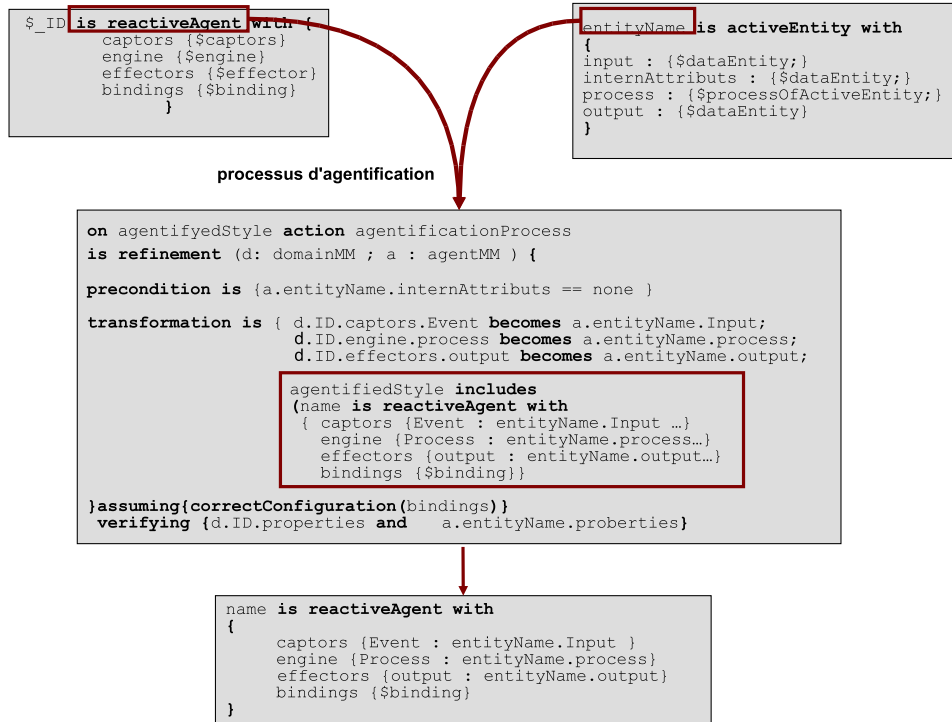 $_ID is reactiveAgent with {
captors {$captors}
engine {$engine}
effectors {$effector}
bindings {$binding}
}
entityName is activeEntity with
{
input : {$dataEntity;}
internAttributs : {$dataEntity;}
process : {$processOfActiveEntity;}
output : {$dataEntity}
}
processus d'agentification
on agentifyedStyle action agentificationProcess
is refinement (d: domainMM ; a : agentMM ) {
precondition is {a.entityName.internAttributs == none }
transformation is { d.ID.captors.Event becomes a.entityName.Input;
d.ID.engine.process becomes a.entityName.process;
d.ID.effectors.output becomes a.entityName.output;
agentifiedStyle includes
(name is reactiveAgent with
{ captors {Event : entityName.Input …}
engine {Process : entityName.process…}
effectors {output : entityName.output…}
bindings {$binding}}
}assuming{correctConfiguration(bindings)}
verifying {d.ID.properties and a.entityName.proberties}
name is reactiveAgent with
{
captors {Event : entityName.Input }
engine {Process : entityName.process}
effectors {output : entityName.output}
bindings {$binding}
}